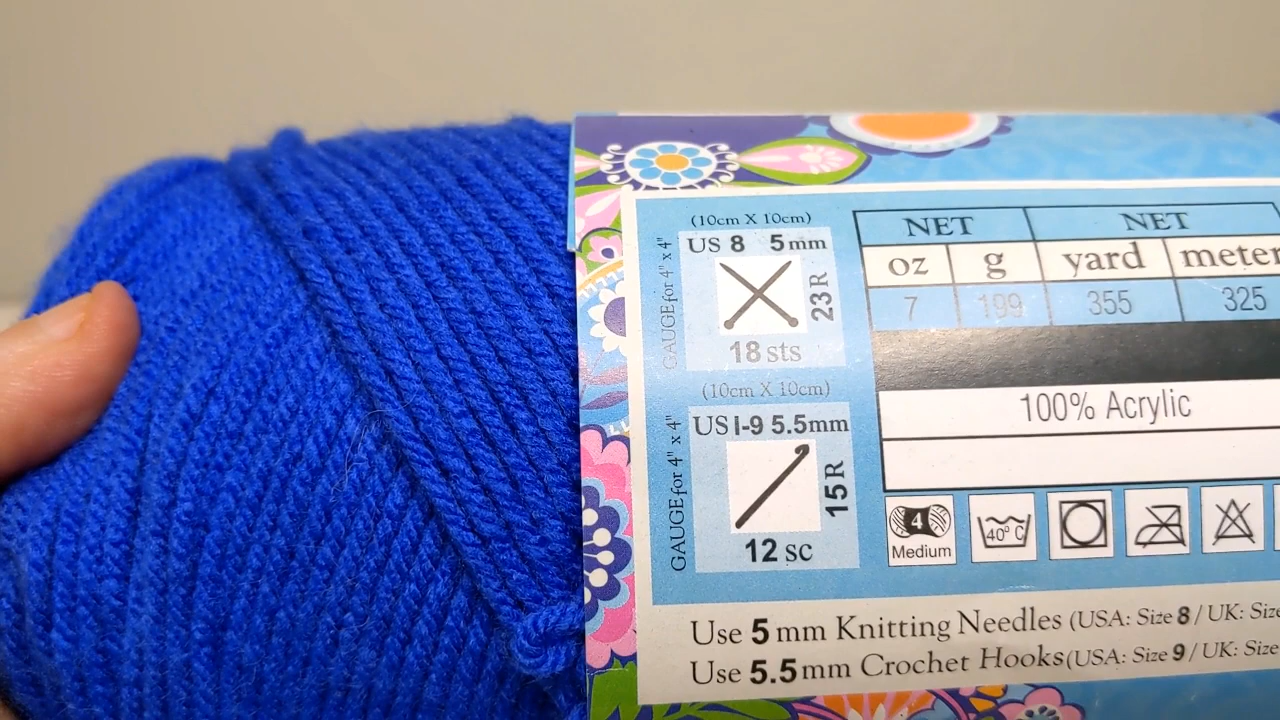 (10cm X 10cm)
US 8 5mm
GAUGE for 4" x 4"
23 R
18 sts
(10cm X 10cm)
US I-9 5.5mm
GAUGE for 4" x 4"
15 R
12 sc
NET NET
oz g yard meter
7 199 355 325
100% Acrylic
4
Medium
40° C
Use 5 mm Knitting Needles (USA: Size 8 / UK: Size
Use 5.5 mm Crochet Hooks (USA: Size 9 / UK: Size